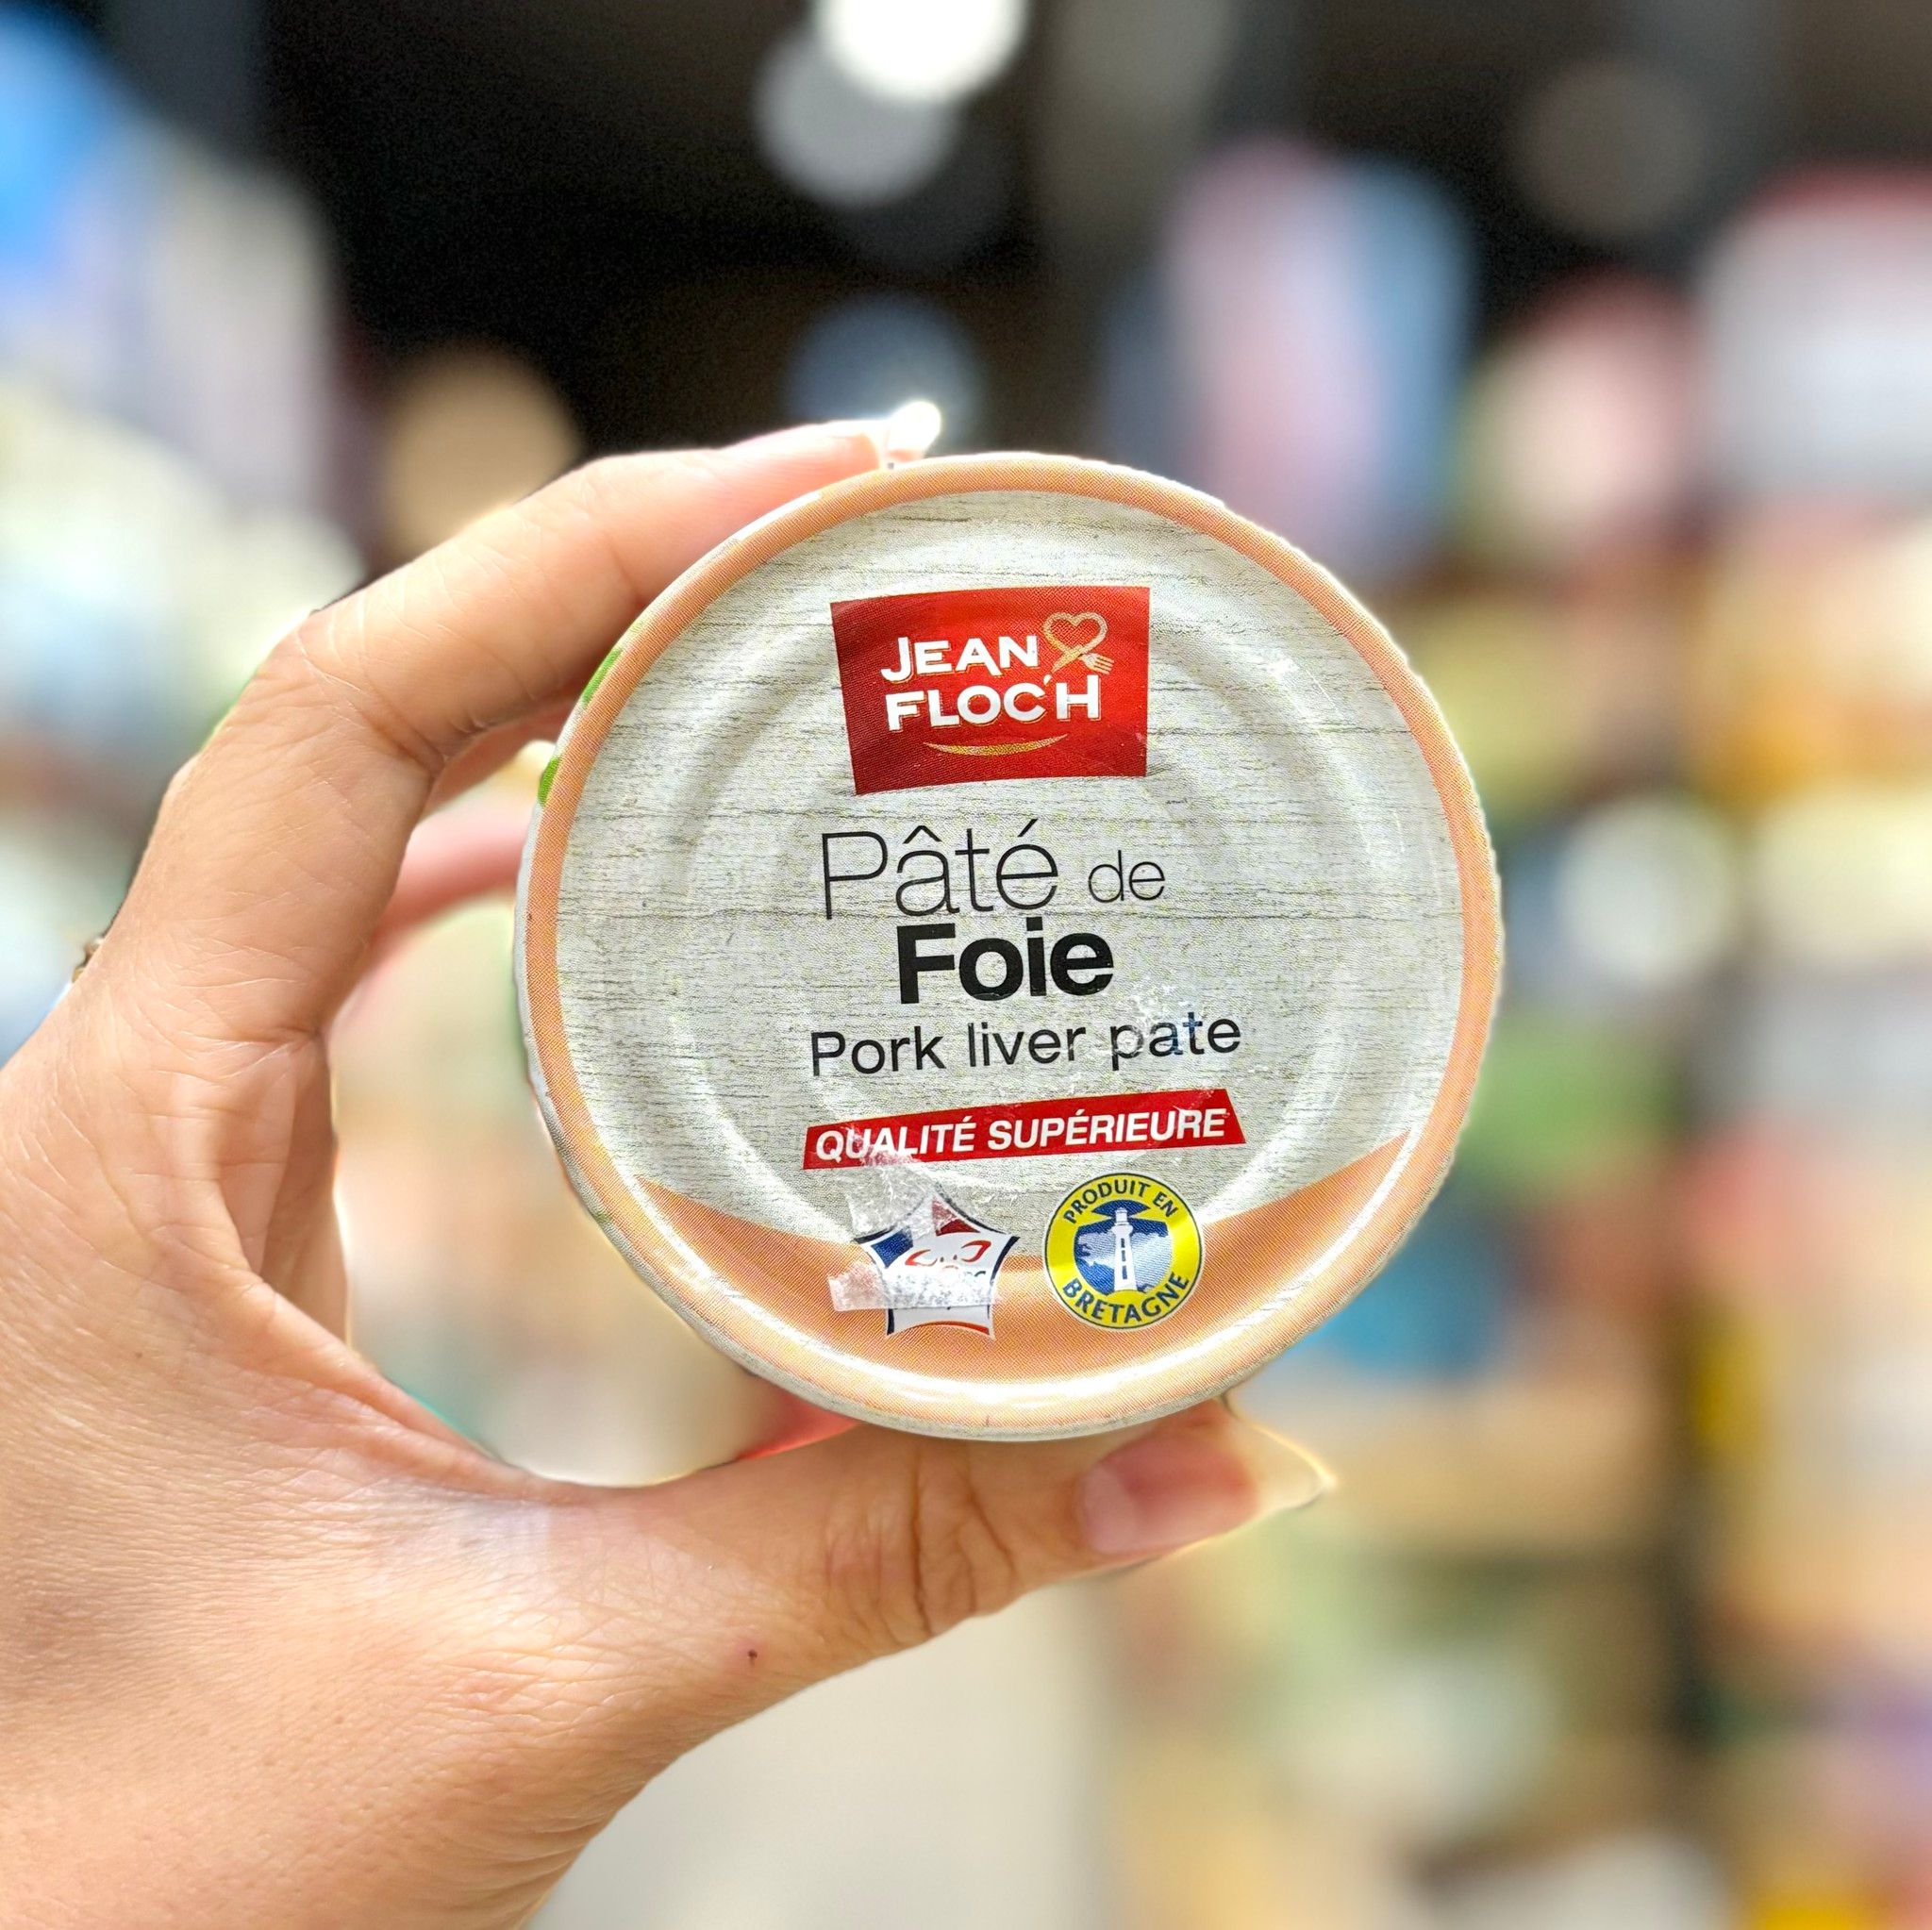 JEAN
FLOC'H
Pâté de
Foie
Pork liver pate
QUALITÉ SUPÉRIEURE
PRODUIT EN
BRETAGNE